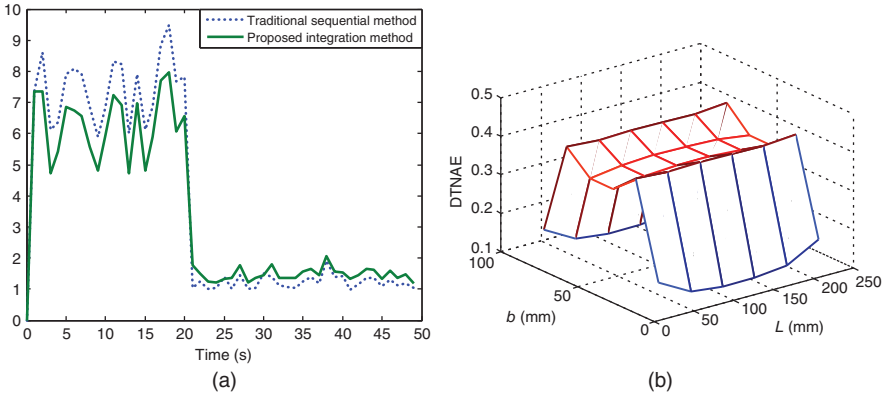 10
9
8
7
6
5
4
3
2
1
0
0 5 10 15 20 25 30 35 40 45 50
Time (s)
Traditional sequential method
Proposed integration method
(a)
DTNAE
0.5
0.4
0.3
0.2
0.1
100
50
0
b (mm)
0
50
100
150
200
250
L (mm)
(b)